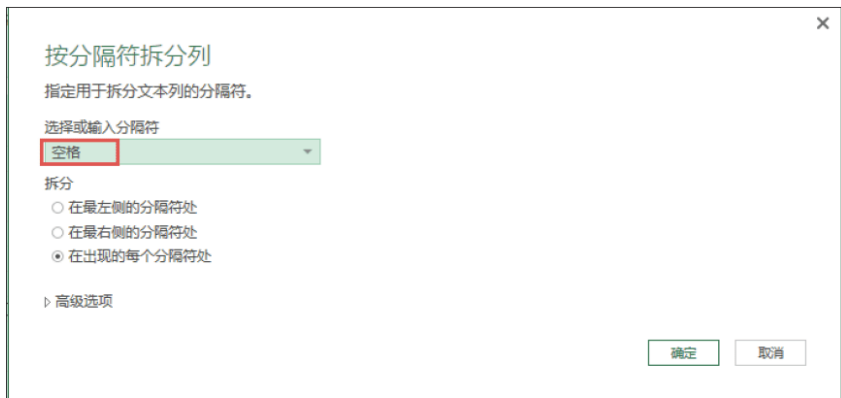 按分隔符拆分列
指定用于拆分文本列的分隔符。
选择或输入分隔符
空格
拆分
在最左侧的分隔符处
在最右侧的分隔符处
在出现的每个分隔符处
高级选项
确定 取消